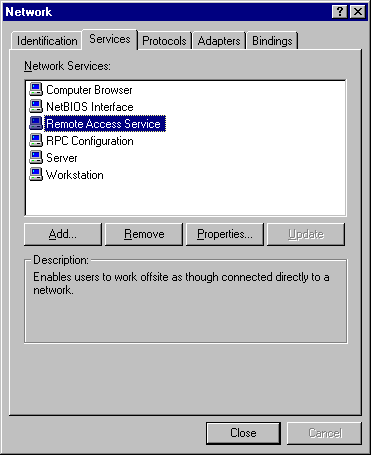 Network
Identification Services Protocols Adapters Bindings
Network Services:
Computer Browser
NetBIOS Interface
Remote Access Service
RPC Configuration
Server
Workstation
Add... Remove Properties... Update
Description:
Enables users to work offsite as though connected directly to a
network.
Close Cancel